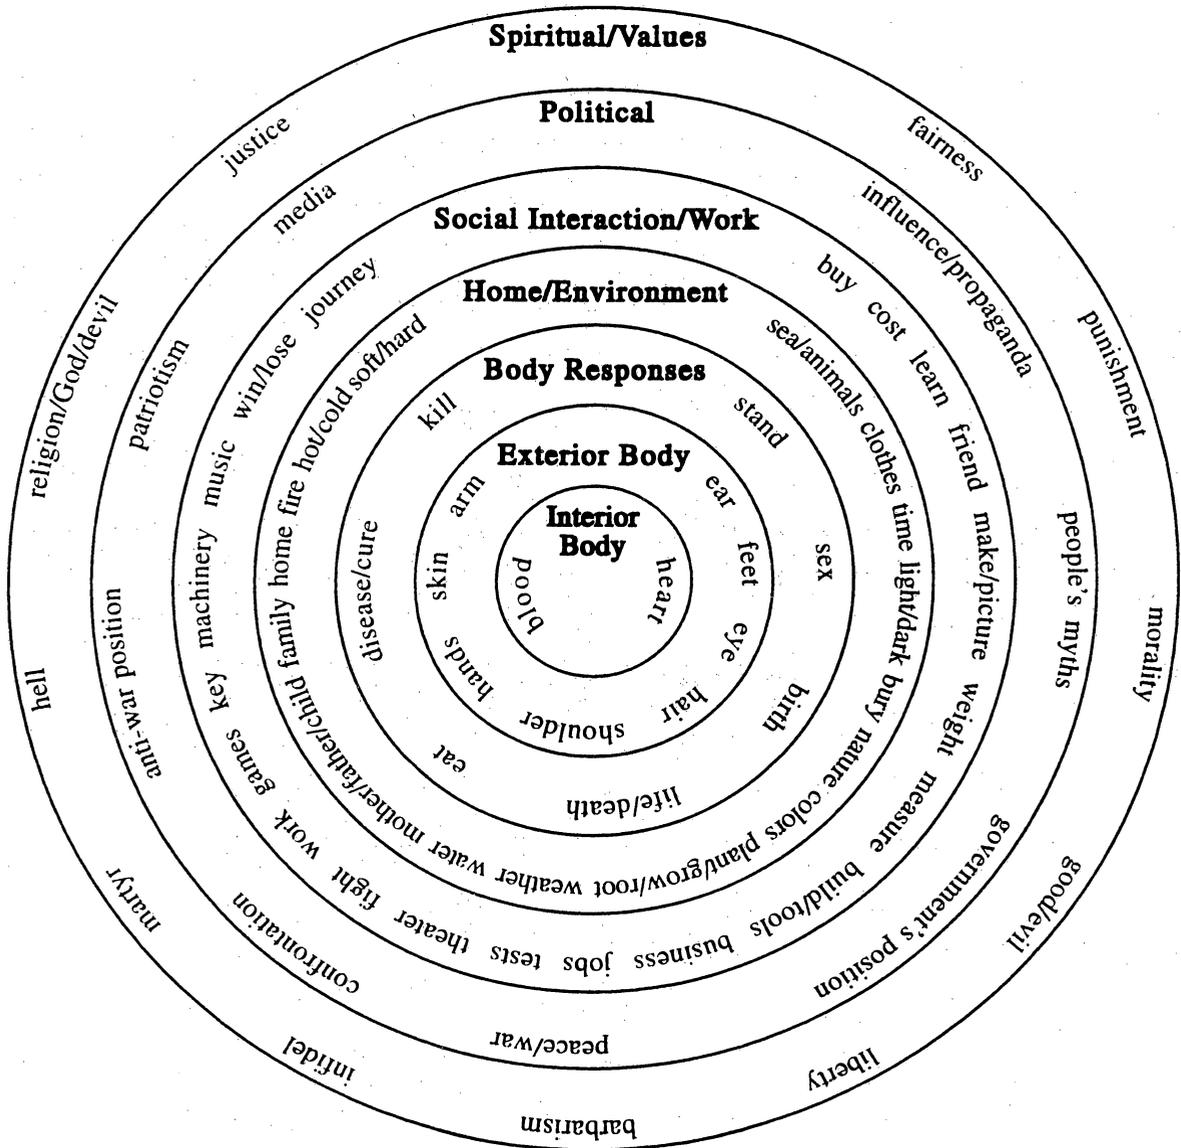 Spiritual/Values
fairness
punishment
morality
good/evil
liberty
barbarism
infidel
martyr
hell
religion/God/devil
justice
Political
influence/propaganda
people's myths
government's position
peace/war
confrontation
anti-war position
patriotism
media
Social Interaction/Work
buy cost learn friend make/picture weight measure build/tools business jobs tests theater fight work games key machinery music win/lose journey
Home/Environment
sea/animals clothes time light/dark bury nature colors plant/grow/root weather water mother/father/child family home fire hot/cold soft/hard
Body Responses
stand
sex
birth
life/death
eat
disease/cure
kill
Exterior Body
ear
feet
eye
hair
shoulder
hands
skin
arm
Interior
Body
heart
blood